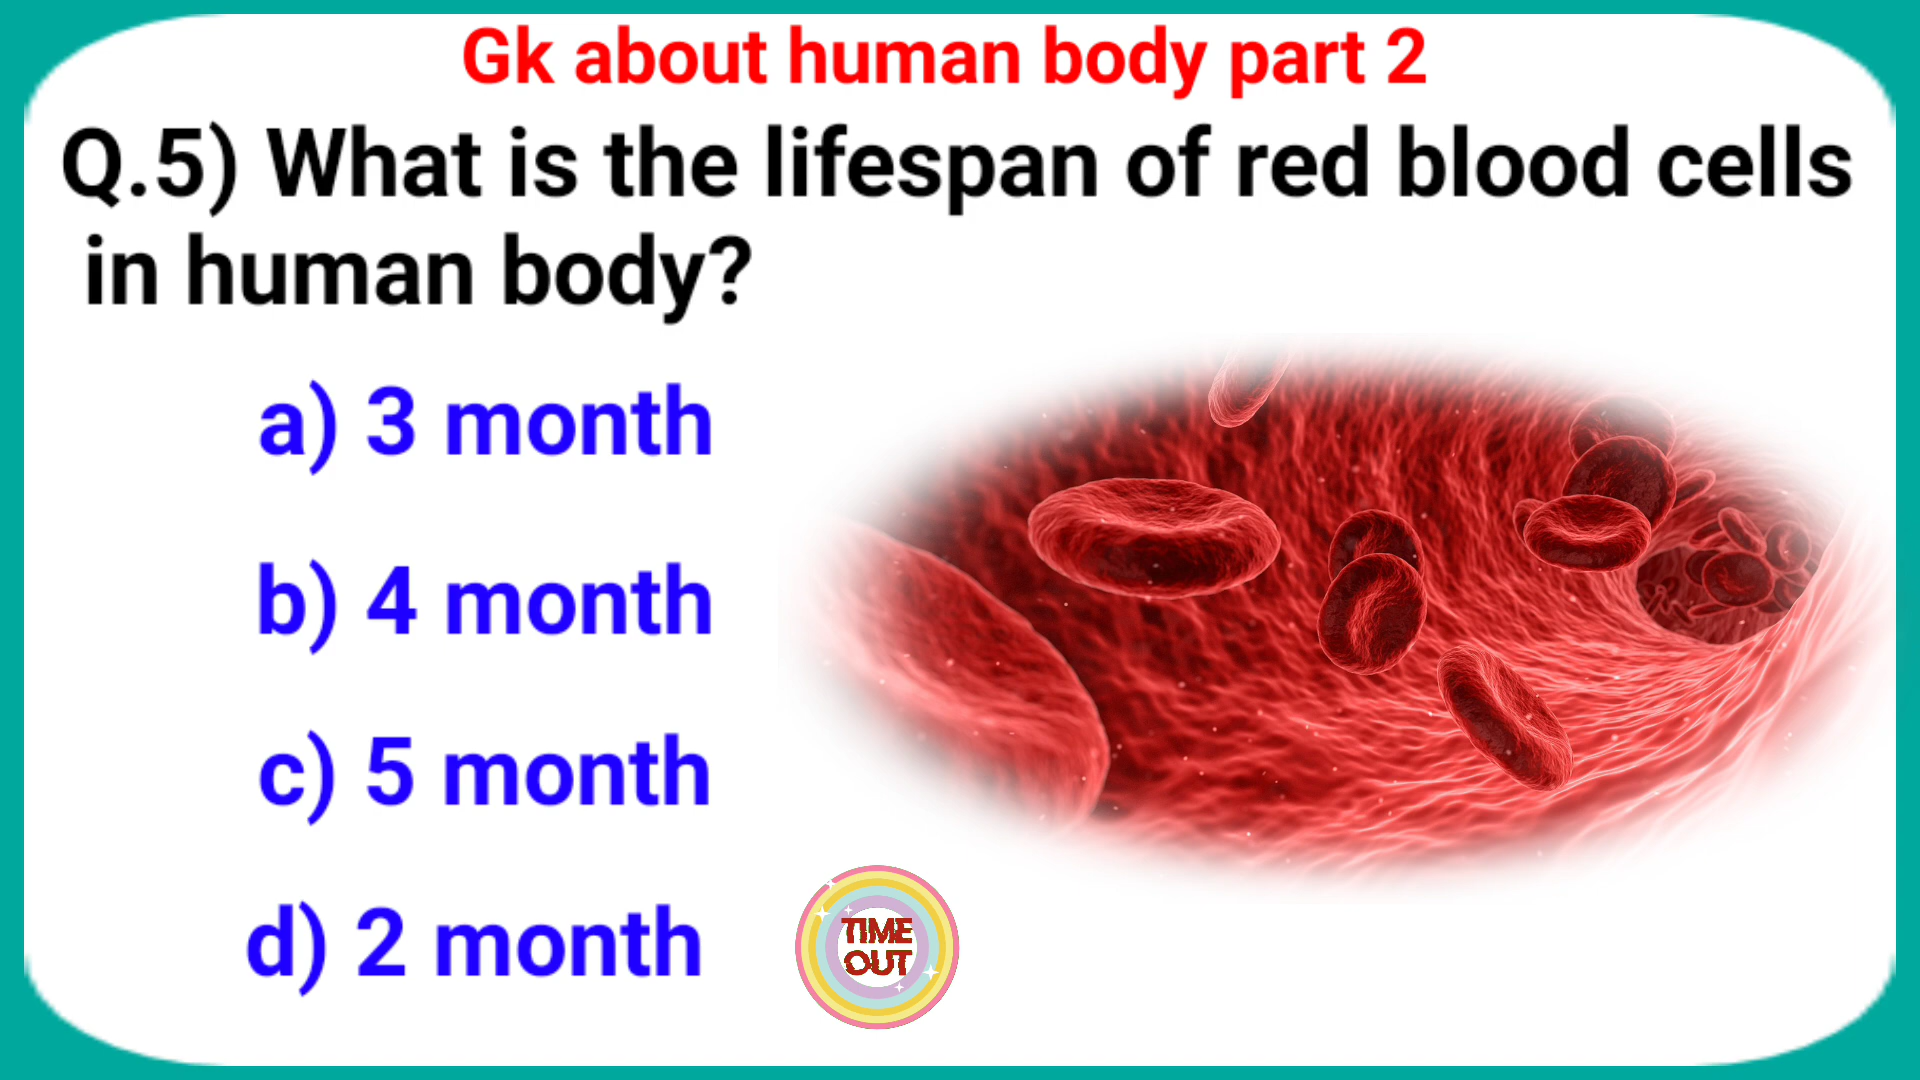 Gk about human body part 2
Q.5) What is the lifespan of red blood cells
in human body?
a) 3 month
b) 4 month
c) 5 month
d) 2 month
TIME
OUT